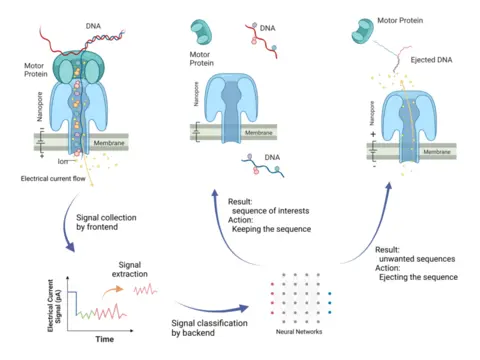 DNA
Motor
Protein
Nanopore
Membrane
+
-
Ion
Electrical current flow
Motor
Protein
DNA
Nanopore
Membrane
DNA
Motor Protein
Ejected DNA
Nanopore
+
-
Membrane
Signal collection
by frontend
Result:
sequence of interests
Action:
Keeping the sequence
Result:
unwanted sequences
Action:
Ejecting the sequence
Signal
extraction
Electrical Current
Signal (pA)
Time
Signal classification
by backend
Neural Networks